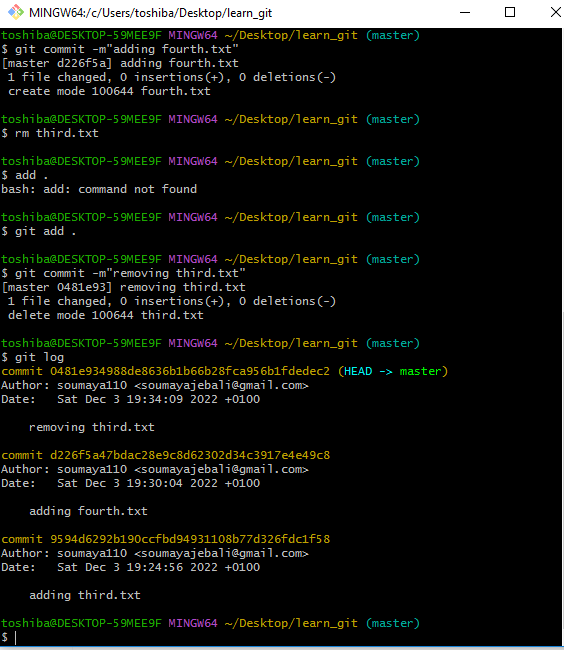 MINGW64:/c/Users/toshiba/Desktop/learn_git
toshiba@DESKTOP-59MEE9F MINGW64 ~/Desktop/learn_git (master)
$ git commit -m"adding fourth.txt"
[master d226f5a] adding fourth.txt
 1 file changed, 0 insertions(+), 0 deletions(-)
 create mode 100644 fourth.txt

toshiba@DESKTOP-59MEE9F MINGW64 ~/Desktop/learn_git (master)
$ rm third.txt

toshiba@DESKTOP-59MEE9F MINGW64 ~/Desktop/learn_git (master)
$ add .
bash: add: command not found

toshiba@DESKTOP-59MEE9F MINGW64 ~/Desktop/learn_git (master)
$ git add .

toshiba@DESKTOP-59MEE9F MINGW64 ~/Desktop/learn_git (master)
$ git commit -m"removing third.txt"
[master 0481e93] removing third.txt
 1 file changed, 0 insertions(+), 0 deletions(-)
 delete mode 100644 third.txt

toshiba@DESKTOP-59MEE9F MINGW64 ~/Desktop/learn_git (master)
$ git log
commit 0481e934988de8636b1b66b28fca956b1fdedec2 (HEAD -> master)
Author: soumaya110 <soumayajebali@gmail.com>
Date:   Sat Dec 3 19:34:09 2022 +0100

    removing third.txt

commit d226f5a47bdac28e9c8d62302d34c3917e4e49c8
Author: soumaya110 <soumayajebali@gmail.com>
Date:   Sat Dec 3 19:30:04 2022 +0100

    adding fourth.txt

commit 9594d6292b190ccfbd94931108b77d326fdc1f58
Author: soumaya110 <soumayajebali@gmail.com>
Date:   Sat Dec 3 19:24:56 2022 +0100

    adding third.txt

toshiba@DESKTOP-59MEE9F MINGW64 ~/Desktop/learn_git (master)
$